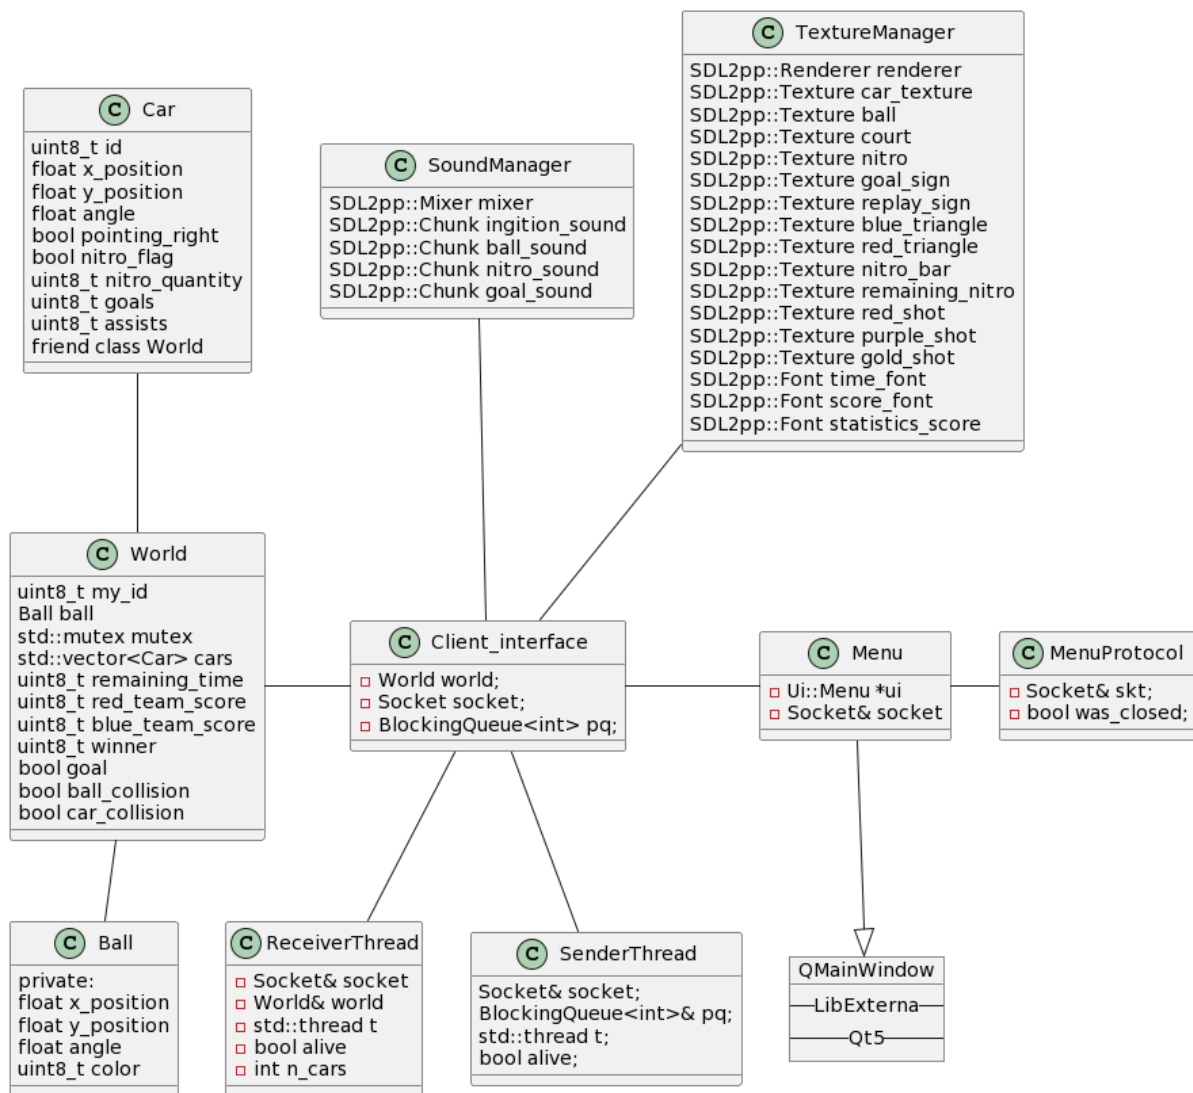 C TextureManager
SDL2pp::Renderer renderer
SDL2pp::Texture car_texture
SDL2pp::Texture ball
SDL2pp::Texture court
SDL2pp::Texture nitro
SDL2pp::Texture goal_sign
SDL2pp::Texture replay_sign
SDL2pp::Texture blue_triangle
SDL2pp::Texture red_triangle
SDL2pp::Texture nitro_bar
SDL2pp::Texture remaining_nitro
SDL2pp::Texture red_shot
SDL2pp::Texture purple_shot
SDL2pp::Texture gold_shot
SDL2pp::Font time_font
SDL2pp::Font score_font
SDL2pp::Font statistics_score
C Car
uint8_t id
float x_position
float y_position
float angle
bool pointing_right
bool nitro_flag
uint8_t nitro_quantity
uint8_t goals
uint8_t assists
friend class World
C SoundManager
SDL2pp::Mixer mixer
SDL2pp::Chunk ingition_sound
SDL2pp::Chunk ball_sound
SDL2pp::Chunk nitro_sound
SDL2pp::Chunk goal_sound
C World
uint8_t my_id
Ball ball
std::mutex mutex
std::vector<Car> cars
uint8_t remaining_time
uint8_t red_team_score
uint8_t blue_team_score
uint8_t winner
bool goal
bool ball_collision
bool car_collision
C Client_interface
World world;
Socket socket;
BlockingQueue<int> pq;
C Menu
Ui::Menu *ui
Socket& socket
C MenuProtocol
Socket& skt;
bool was_closed;
C Ball
private:
float x_position
float y_position
float angle
uint8_t color
C ReceiverThread
Socket& socket
World& world
std::thread t
bool alive
int n_cars
C SenderThread
Socket& socket;
BlockingQueue<int>& pq;
std::thread t;
bool alive;
QMainWindow
LibExterna
Qt5